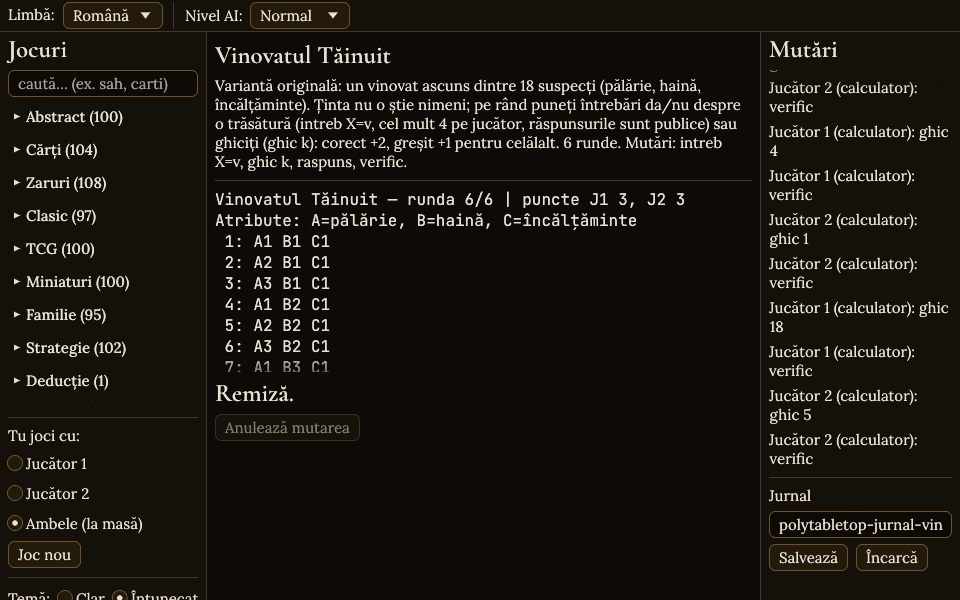 Limbă:
Română
Nivel AI:
Normal
Jocuri
caută... (ex. sah, carti)
Abstract (100)
Cărți (104)
Zaruri (108)
Clasic (97)
TCG (100)
Miniaturi (100)
Familie (95)
Strategie (102)
Deducție (1)
Tu joci cu:
Jucător 1
Jucător 2
Ambele (la masă)
Joc nou
Temă: Clar Întunecat
Vinovatul Tăinuit
Variantă originală: un vinovat ascuns dintre 18 suspecți (pălărie, haină,
încălțăminte). Ținta nu o știe nimeni; pe rând puneți întrebări da/nu despre
o trăsătură (intreb X=v, cel mult 4 pe jucător, răspunsurile sunt publice) sau
ghiciți (ghic k): corect +2, greșit +1 pentru celălalt. 6 runde. Mutări: intreb
X=v, ghic k, raspuns, verific.
Vinovatul Tăinuit — runda 6/6 | puncte J1 3, J2 3
Atribute: A=pălărie, B=haină, C=încălțăminte
1: A1 B1 C1
2: A2 B1 C1
3: A3 B1 C1
4: A1 B2 C1
5: A2 B2 C1
6: A3 B2 C1
7: A1 B3 C1
Remiză.
Anulează mutarea
Mutări
Jucător 2 (calculator):
verific
Jucător 1 (calculator): ghic
4
Jucător 1 (calculator):
verific
Jucător 2 (calculator):
ghic 1
Jucător 2 (calculator):
verific
Jucător 1 (calculator): ghic
18
Jucător 1 (calculator):
verific
Jucător 2 (calculator):
ghic 5
Jucător 2 (calculator):
verific
Jurnal
polytabletop-jurnal-vin
Salvează
Încarcă